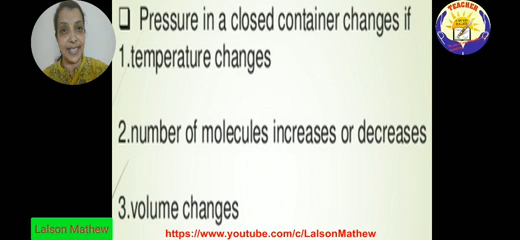 ❑ Pressure in a closed container changes if
1.temperature changes
2.number of molecules increases or decreases
3.volume changes
TEACHER
Lalson Mathew
https://www.youtube.com/c/LalsonMathew